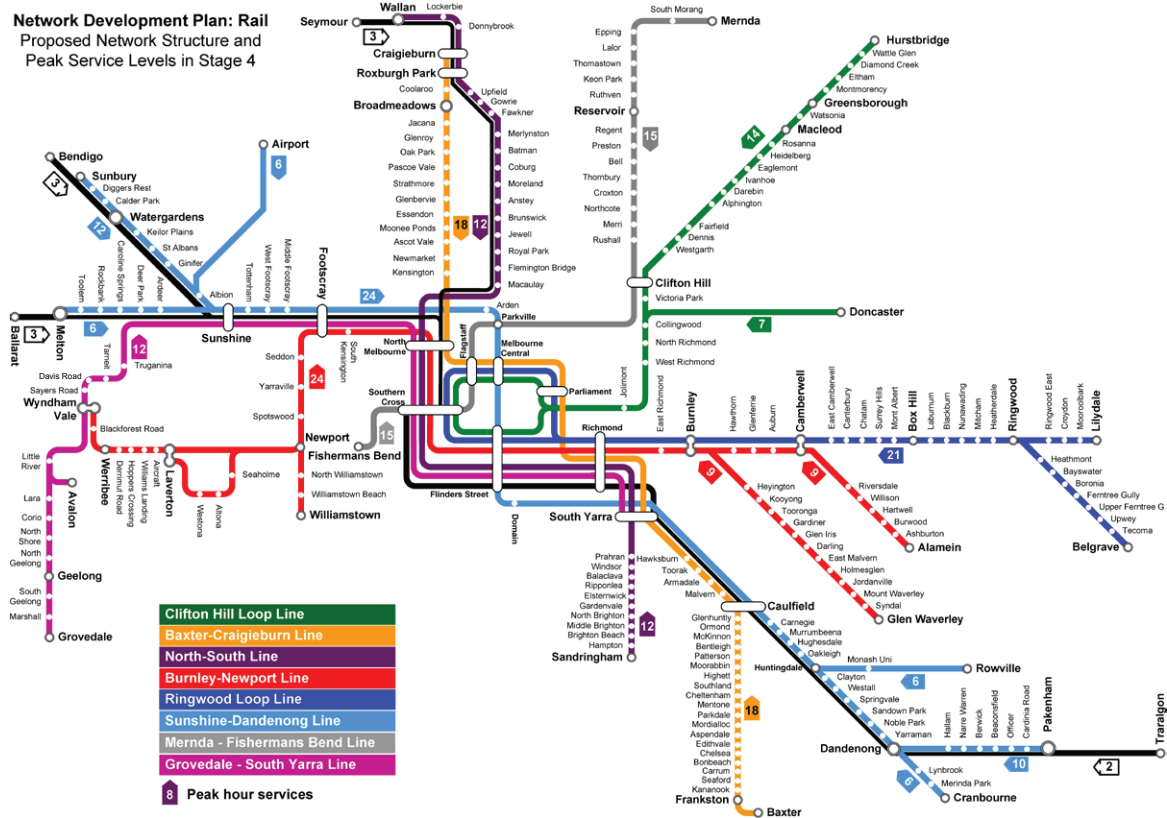 Network Development Plan: Rail
Proposed Network Structure and
Peak Service Levels in Stage 4
Seymour
Wallan
Lockerbie
Donnybrook
3
Craigieburn
Roxburgh Park
Coolaroo
Broadmeadows
Jacana
Glenroy
Oak Park
Pascoe Vale
Strathmore
Glenbervie
Essendon
Moonee Ponds
Ascot Vale
Newmarket
Kensington
18
12
Upfield
Gowrie
Fawkner
Merlynston
Batman
Coburg
Moreland
Anstey
Brunswick
Jewell
Royal Park
Flemington Bridge
Macaulay
South Morang
Mernda
Epping
Lalor
Thomastown
Keon Park
Ruthven
Reservoir
Regent
Preston
Bell
Thornbury
Croxton
Northcote
Merri
Rushall
15
Hurstbridge
Wattle Glen
Diamond Creek
Eltham
Montmorency
Greensborough
Watsonia
Macleod
Rosanna
Heidelberg
Eaglemont
Ivanhoe
Darebin
Alphington
Fairfield
Dennis
Westgarth
14
Clifton Hill
Victoria Park
Collingwood
North Richmond
West Richmond
Jolimont
Doncaster
7
Airport
6
Bendigo
3
Sunbury
Diggers Rest
Calder Park
Watergardens
Keilor Plains
St Albans
Ginifer
12
Albion
Ballarat
3
Melton
6
Toolern
Rockbank
Caroline Springs
Deer Park
Ardeer
Sunshine
Tottenham
West Footscray
Middle Footscray
Footscray
24
Arden
Parkville
Flagstaff
Melbourne
Central
North
Melbourne
Southern
Cross
Parliament
Richmond
Flinders Street
Domain
South Yarra
12
Tarneit
Truganina
Davis Road
Sayers Road
Wyndham
Vale
Blackforest Road
Little
River
Lara
Corio
North
Shore
North
Geelong
Geelong
South
Geelong
Marshall
Grovedale
Avalon
Werribee
Derrimut Road
Hoppers Crossing
Williams Landing
Aircraft
Laverton
Westona
Altona
Seaholme
Seddon
Yarraville
Spotswood
24
South
Kensington
Newport
Fishermans Bend
15
North Williamstown
Williamstown Beach
Williamstown
East Richmond
Burnley
Hawthorn
Glenferrie
Auburn
Camberwell
East Camberwell
Canterbury
Chatam
Surrey Hills
Mont Albert
Box Hill
Laburnum
Blackburn
Nunawading
Mitcham
Heatherdale
Ringwood
Ringwood East
Croydon
Mooroolbark
Lilydale
21
Heathmont
Bayswater
Boronia
Ferntree Gully
Upper Ferntree G
Upwey
Tecoma
Belgrave
9
9
Riversdale
Willison
Hartwell
Burwood
Ashburton
Alamein
Heyington
Kooyong
Tooronga
Gardiner
Glen Iris
Darling
East Malvern
Holmesglen
Jordanville
Mount Waverley
Syndal
Glen Waverley
Prahran
Windsor
Balaclava
Ripponlea
Elsternwick
Gardenvale
North Brighton
Middle Brighton
Brighton Beach
Hampton
Sandringham
12
Hawksburn
Toorak
Armadale
Malvern
Caulfield
Glenhuntly
Ormond
McKinnon
Bentleigh
Patterson
Moorabbin
Highett
Southland
Cheltenham
Mentone
Parkdale
Mordialloc
Aspendale
Edithvale
Chelsea
Bonbeach
Carrum
Seaford
Kananook
Frankston
Baxter
18
Carnegie
Murrumbeena
Hughesdale
Oakleigh
Huntingdale
Monash Uni
Rowville
6
Clayton
Westall
Springvale
Sandown Park
Noble Park
Yarraman
Dandenong
Hallam
Narre Warren
Berwick
Beaconsfield
Officer
Cardinia Road
Pakenham
10
Traralgon
2
6
Lynbrook
Merinda Park
Cranbourne
Clifton Hill Loop Line
Baxter-Craigieburn Line
North-South Line
Burnley-Newport Line
Ringwood Loop Line
Sunshine-Dandenong Line
Mernda - Fishermans Bend Line
Grovedale - South Yarra Line
8 Peak hour services